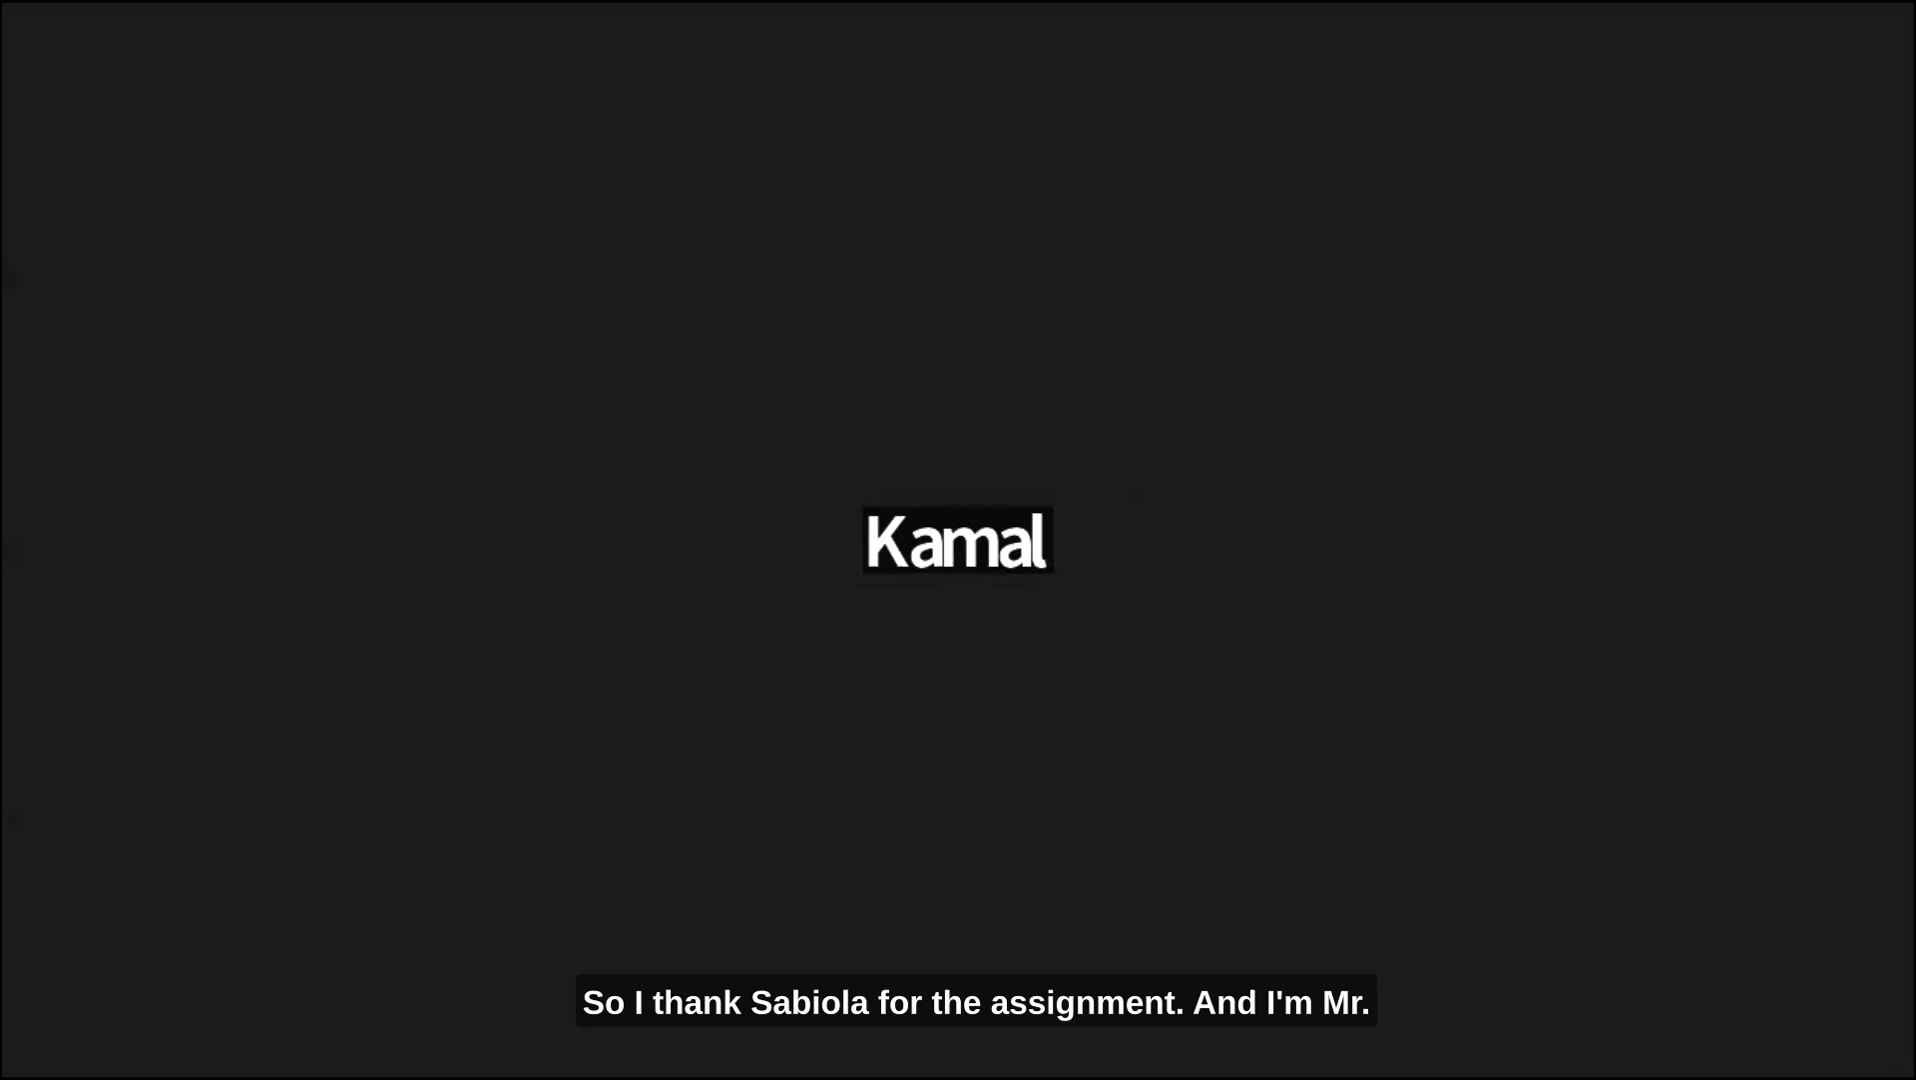 Kamal
So I thank Sabiola for the assignment. And I'm Mr.